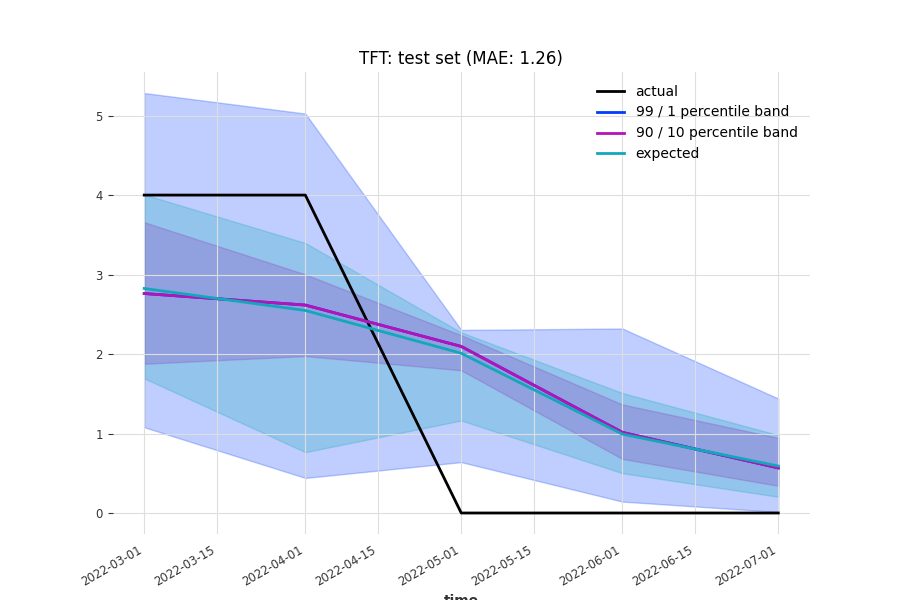 TFT: test set (MAE: 1.26)
actual
99 / 1 percentile band
90 / 10 percentile band
expected
5
4
3
2
1
0
2022-03-01
2022-03-15
2022-04-01
2022-04-15
2022-05-01
2022-05-15
2022-06-01
2022-06-15
2022-07-01
time